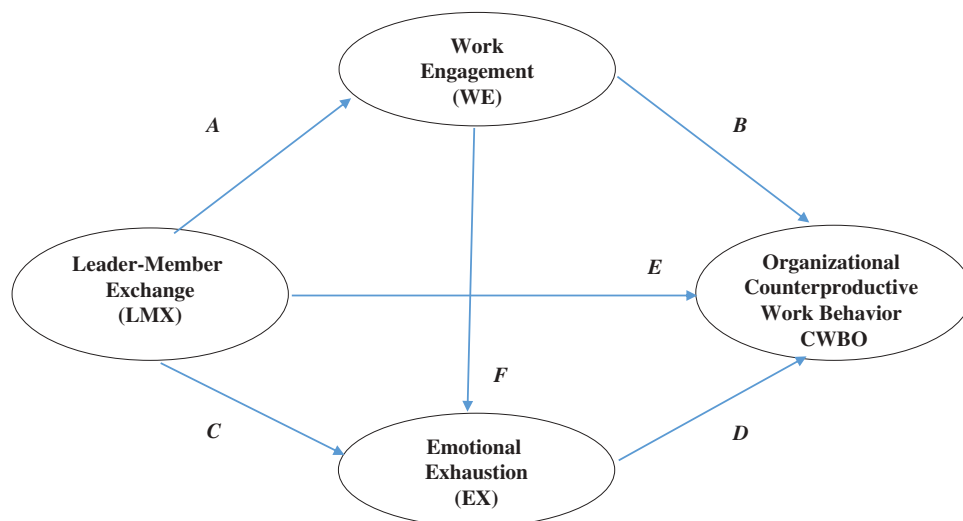 Work
Engagement
(WE)
A
B
Leader-Member
Exchange
(LMX)
E
Organizational
Counterproductive
Work Behavior
CWBO
F
C
D
Emotional
Exhaustion
(EX)